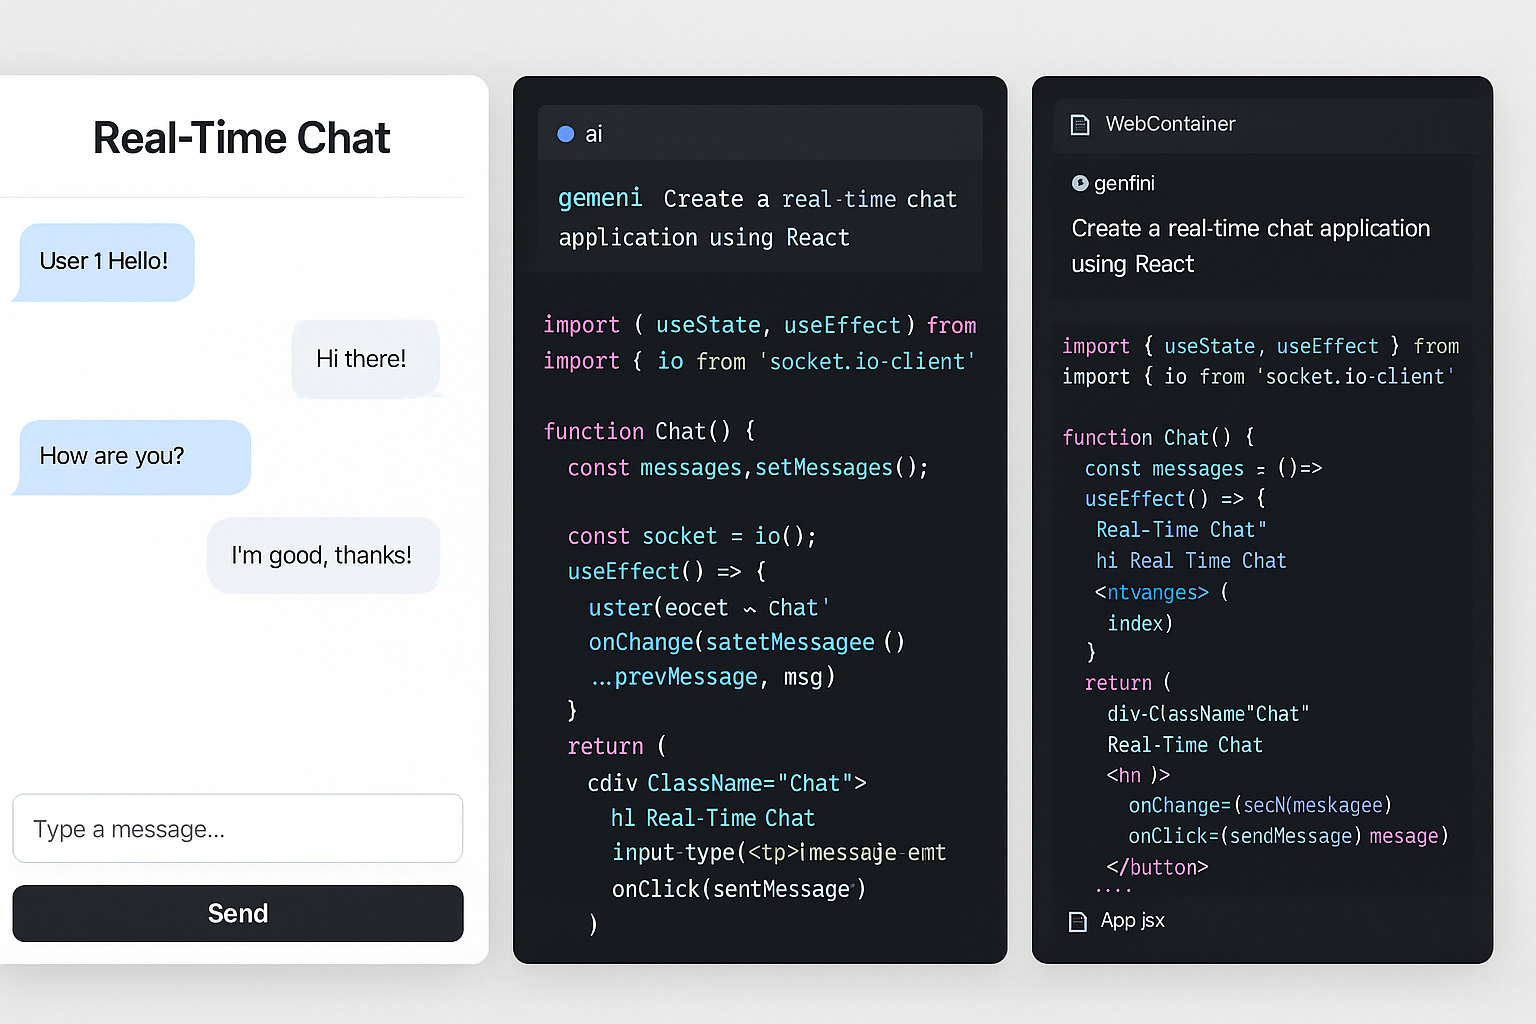 Real-Time Chat
User 1 Hello!
Hi there!
How are you?
I'm good, thanks!
Type a message...
Send
ai
gemeni Create a real-time chat
application using React
import ( useState, useEffect) from
import { io from 'socket.io-client'
function Chat() {
const messages,setMessages();
const socket = io();
useEffect() => {
uster(eocet ~ Chat'
onChange(satetMessagee ()
...prevMessage, msg)
}
return (
cdiv ClassName="Chat">
hl Real-Time Chat
input-type(<tp>
onClick(sentMessage )
)
WebContainer
genfini
Create a real-time chat application
using React
import { useState, useEffect } from
import { io from 'socket.io-client'
function Chat() {
const messages = ()=>
useEffect() => {
Real-Time Chat"
hi Real Time Chat
<ntvanges> (
index)
}
return (
div-ClassName"Chat"
Real-Time Chat
<hn )>
onChange=(secN(meskagee)
onClick=(sendMessage) mesage)
</button>
....
App jsx